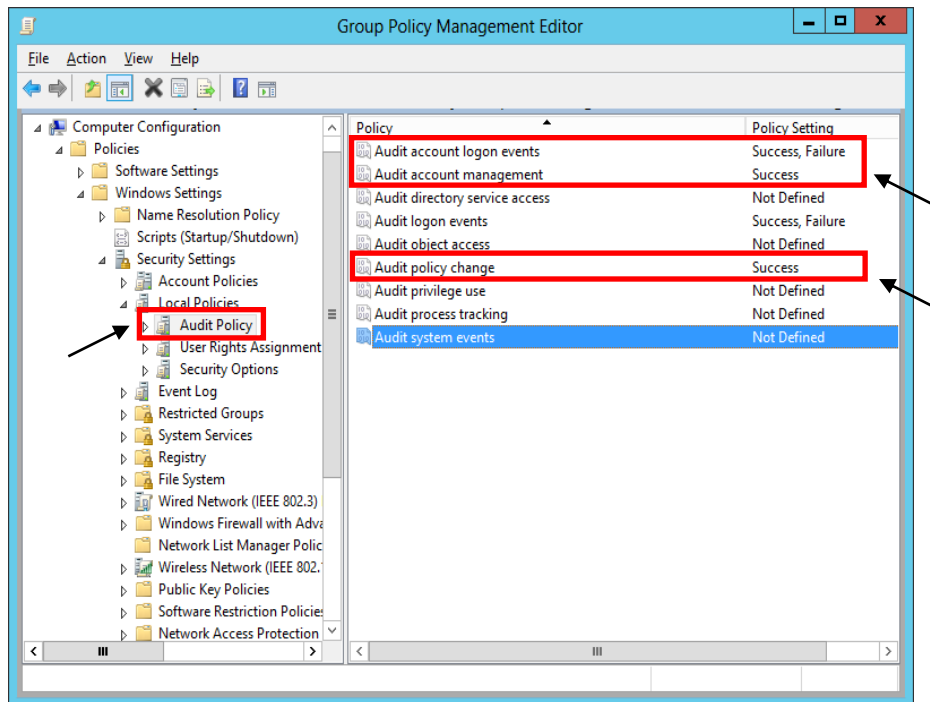 Group Policy Management Editor
File Action View Help
Computer Configuration
Policies
Software Settings
Windows Settings
Name Resolution Policy
Scripts (Startup/Shutdown)
Security Settings
Account Policies
Local Policies
Audit Policy
User Rights Assignment
Security Options
Event Log
Restricted Groups
System Services
Registry
File System
Wired Network (IEEE 802.3)
Windows Firewall with Adva
Network List Manager Polic
Wireless Network (IEEE 802.
Public Key Policies
Software Restriction Policies
Network Access Protection
Policy Policy Setting
Audit account logon events Success, Failure
Audit account management Success
Audit directory service access Not Defined
Audit logon events Success, Failure
Audit object access Not Defined
Audit policy change Success
Audit privilege use Not Defined
Audit process tracking Not Defined
Audit system events Not Defined